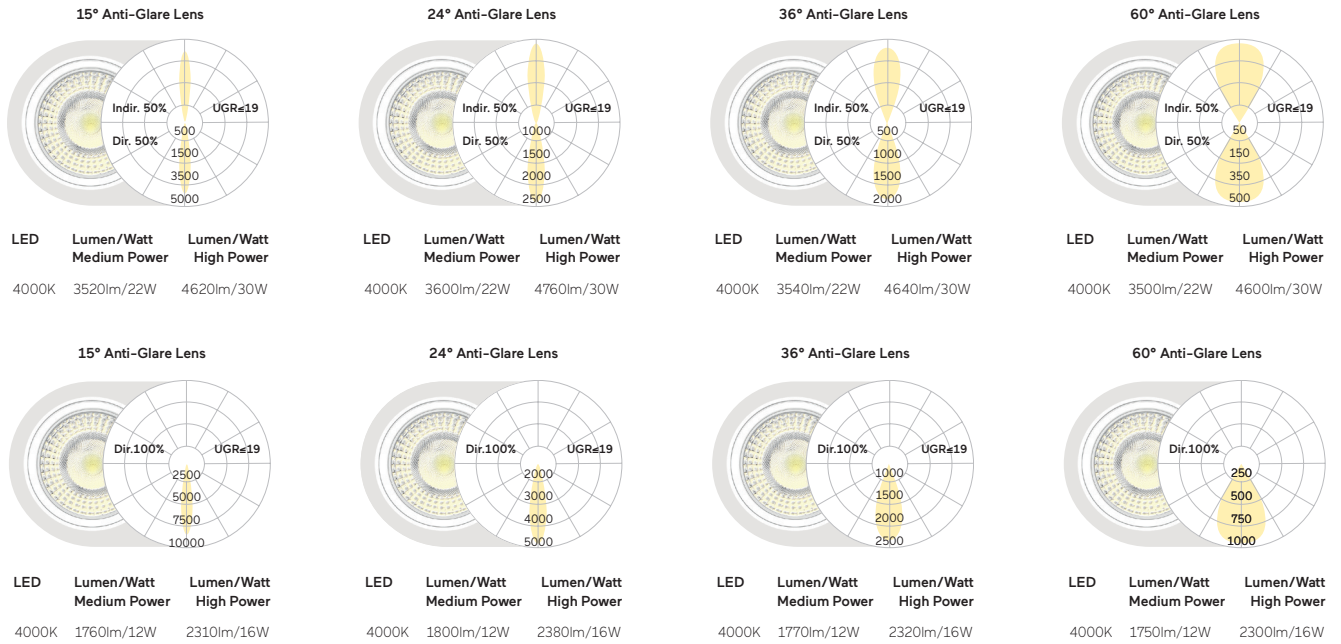 15° Anti-Glare Lens
Indir. 50%
UGR≤19
Dir. 50%
500
1500
3500
5000
LED Lumen/Watt Lumen/Watt
Medium Power High Power
4000K 3520lm/22W 4620lm/30W
24° Anti-Glare Lens
Indir. 50%
UGR≤19
Dir. 50%
1000
1500
2000
2500
LED Lumen/Watt Lumen/Watt
Medium Power High Power
4000K 3600lm/22W 4760lm/30W
36° Anti-Glare Lens
Indir. 50%
UGR≤19
Dir. 50%
500
1000
1500
2000
LED Lumen/Watt Lumen/Watt
Medium Power High Power
4000K 3540lm/22W 4640lm/30W
60° Anti-Glare Lens
Indir. 50%
UGR≤19
Dir. 50%
50
150
350
500
LED Lumen/Watt Lumen/Watt
Medium Power High Power
4000K 3500lm/22W 4600lm/30W
15° Anti-Glare Lens
Dir.100%
UGR≤19
2500
5000
7500
10000
LED Lumen/Watt Lumen/Watt
Medium Power High Power
4000K 1760lm/12W 2310lm/16W
24° Anti-Glare Lens
Dir.100%
UGR≤19
2000
3000
4000
5000
LED Lumen/Watt Lumen/Watt
Medium Power High Power
4000K 1800lm/12W 2380lm/16W
36° Anti-Glare Lens
Dir.100%
UGR≤19
1000
1500
2000
2500
LED Lumen/Watt Lumen/Watt
Medium Power High Power
4000K 1770lm/12W 2320lm/16W
60° Anti-Glare Lens
Dir.100%
250
500
750
1000
LED Lumen/Watt Lumen/Watt
Medium Power High Power
4000K 1750lm/12W 2300lm/16W